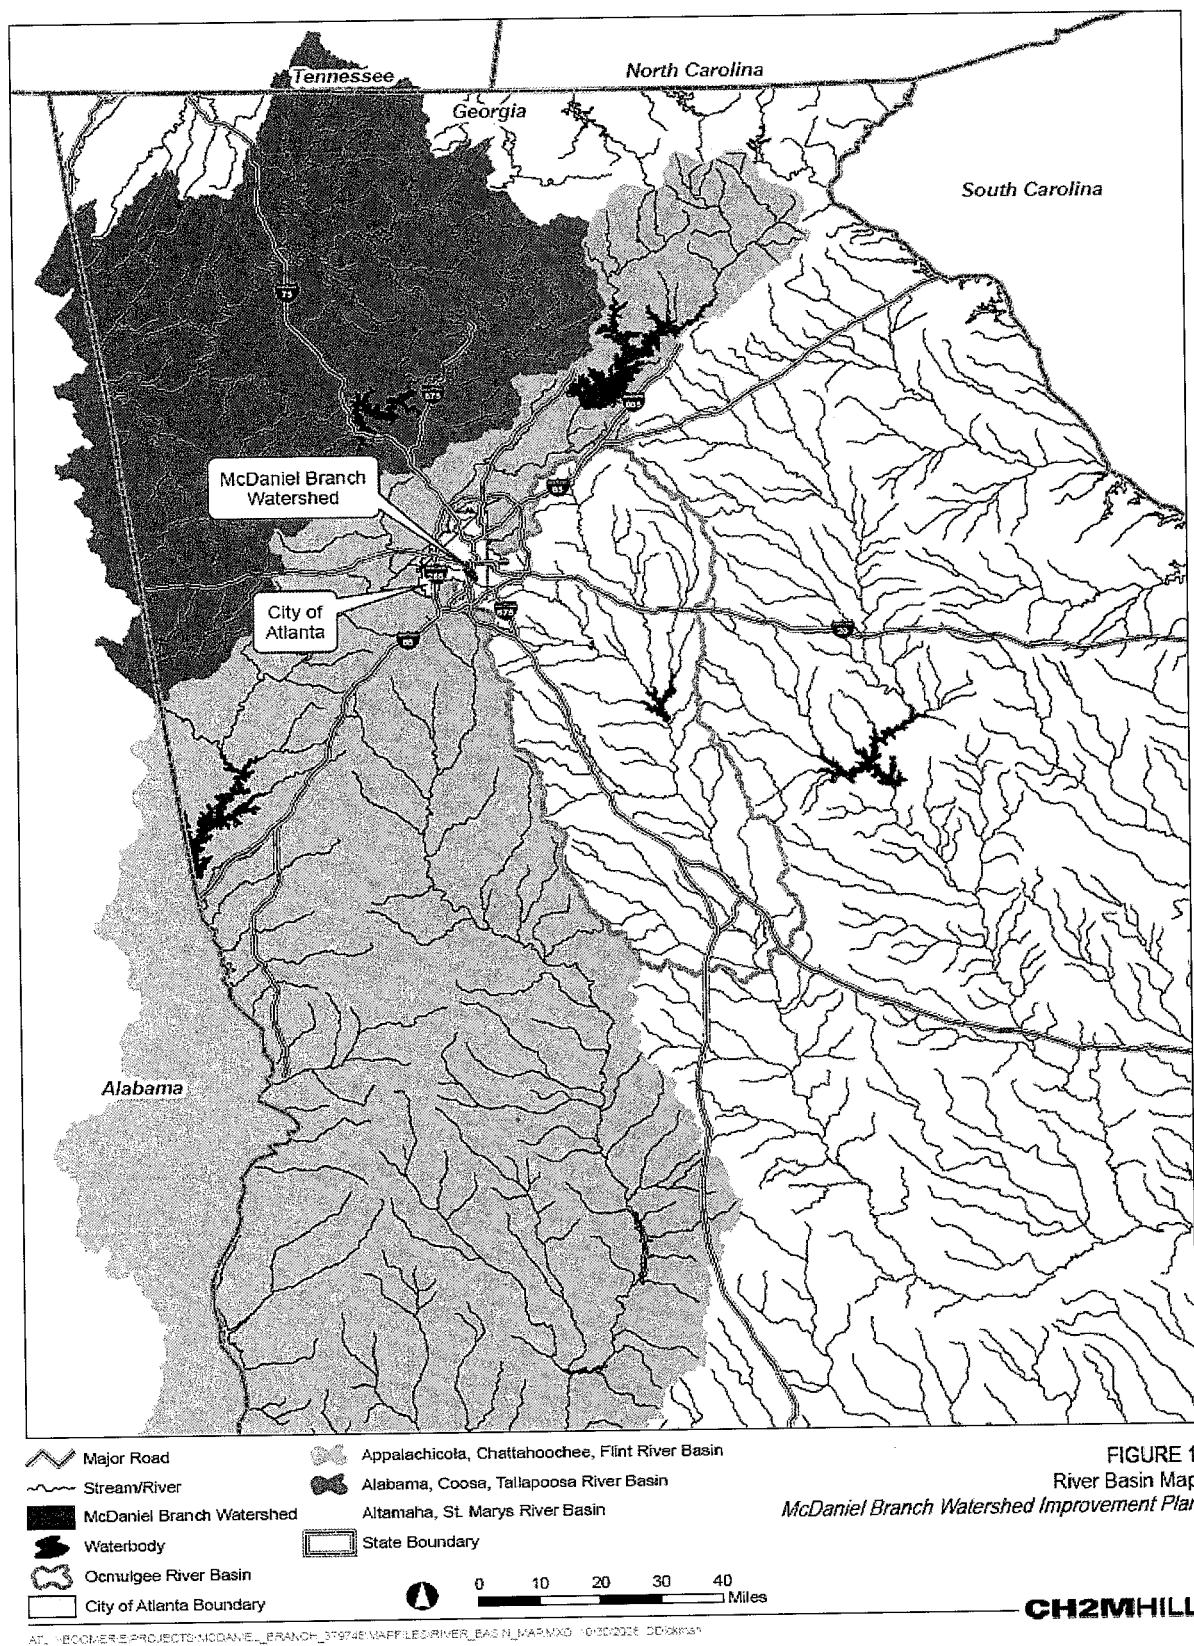 Tennessee
North Carolina
Georgia
South Carolina
75
575
McDaniel Branch
Watershed
City of
Atlanta
675
Alabama
Major Road
Stream/River
McDaniel Branch Watershed
Waterbody
Ocmulgee River Basin
City of Atlanta Boundary
Appalachicola, Chattahoochee, Flint River Basin
Alabama, Coosa, Tallapoosa River Basin
Altamaha, St. Marys River Basin
State Boundary
0 10 20 30 40
Miles
FIGURE 1
River Basin Map
McDaniel Branch Watershed Improvement Plan
CH2MHILL